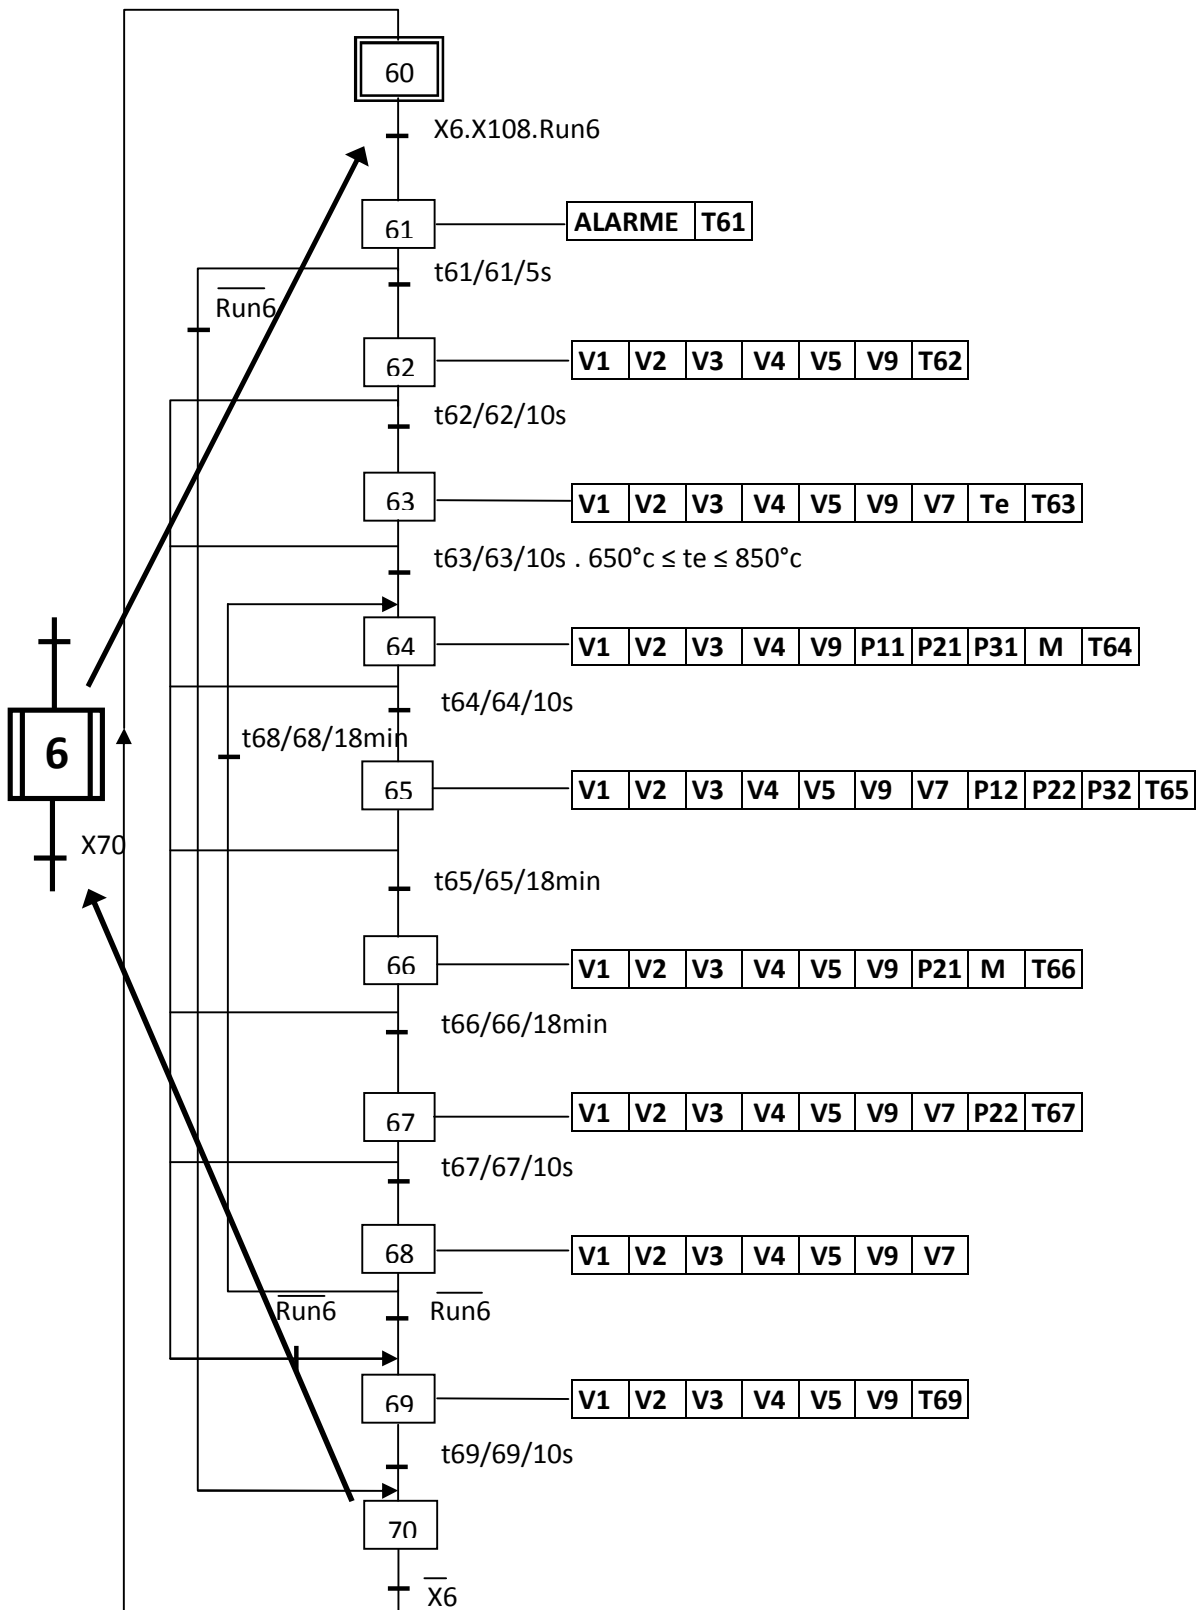 60
X6.X108.Run6
61
ALARME T61
t61/61/5s
Run6
62
V1 V2 V3 V4 V5 V9 T62
t62/62/10s
63
V1 V2 V3 V4 V5 V9 V7 Te T63
t63/63/10s . 650°c ≤ te ≤ 850°c
64
V1 V2 V3 V4 V9 P11 P21 P31 M T64
t64/64/10s
t68/68/18min
6
65
V1 V2 V3 V4 V5 V9 V7 P12 P22 P32 T65
X70
t65/65/18min
66
V1 V2 V3 V4 V5 V9 P21 M T66
t66/66/18min
67
V1 V2 V3 V4 V5 V9 V7 P22 T67
t67/67/10s
68
V1 V2 V3 V4 V5 V9 V7
Run6 Run6
69
V1 V2 V3 V4 V5 V9 T69
t69/69/10s
70
X6